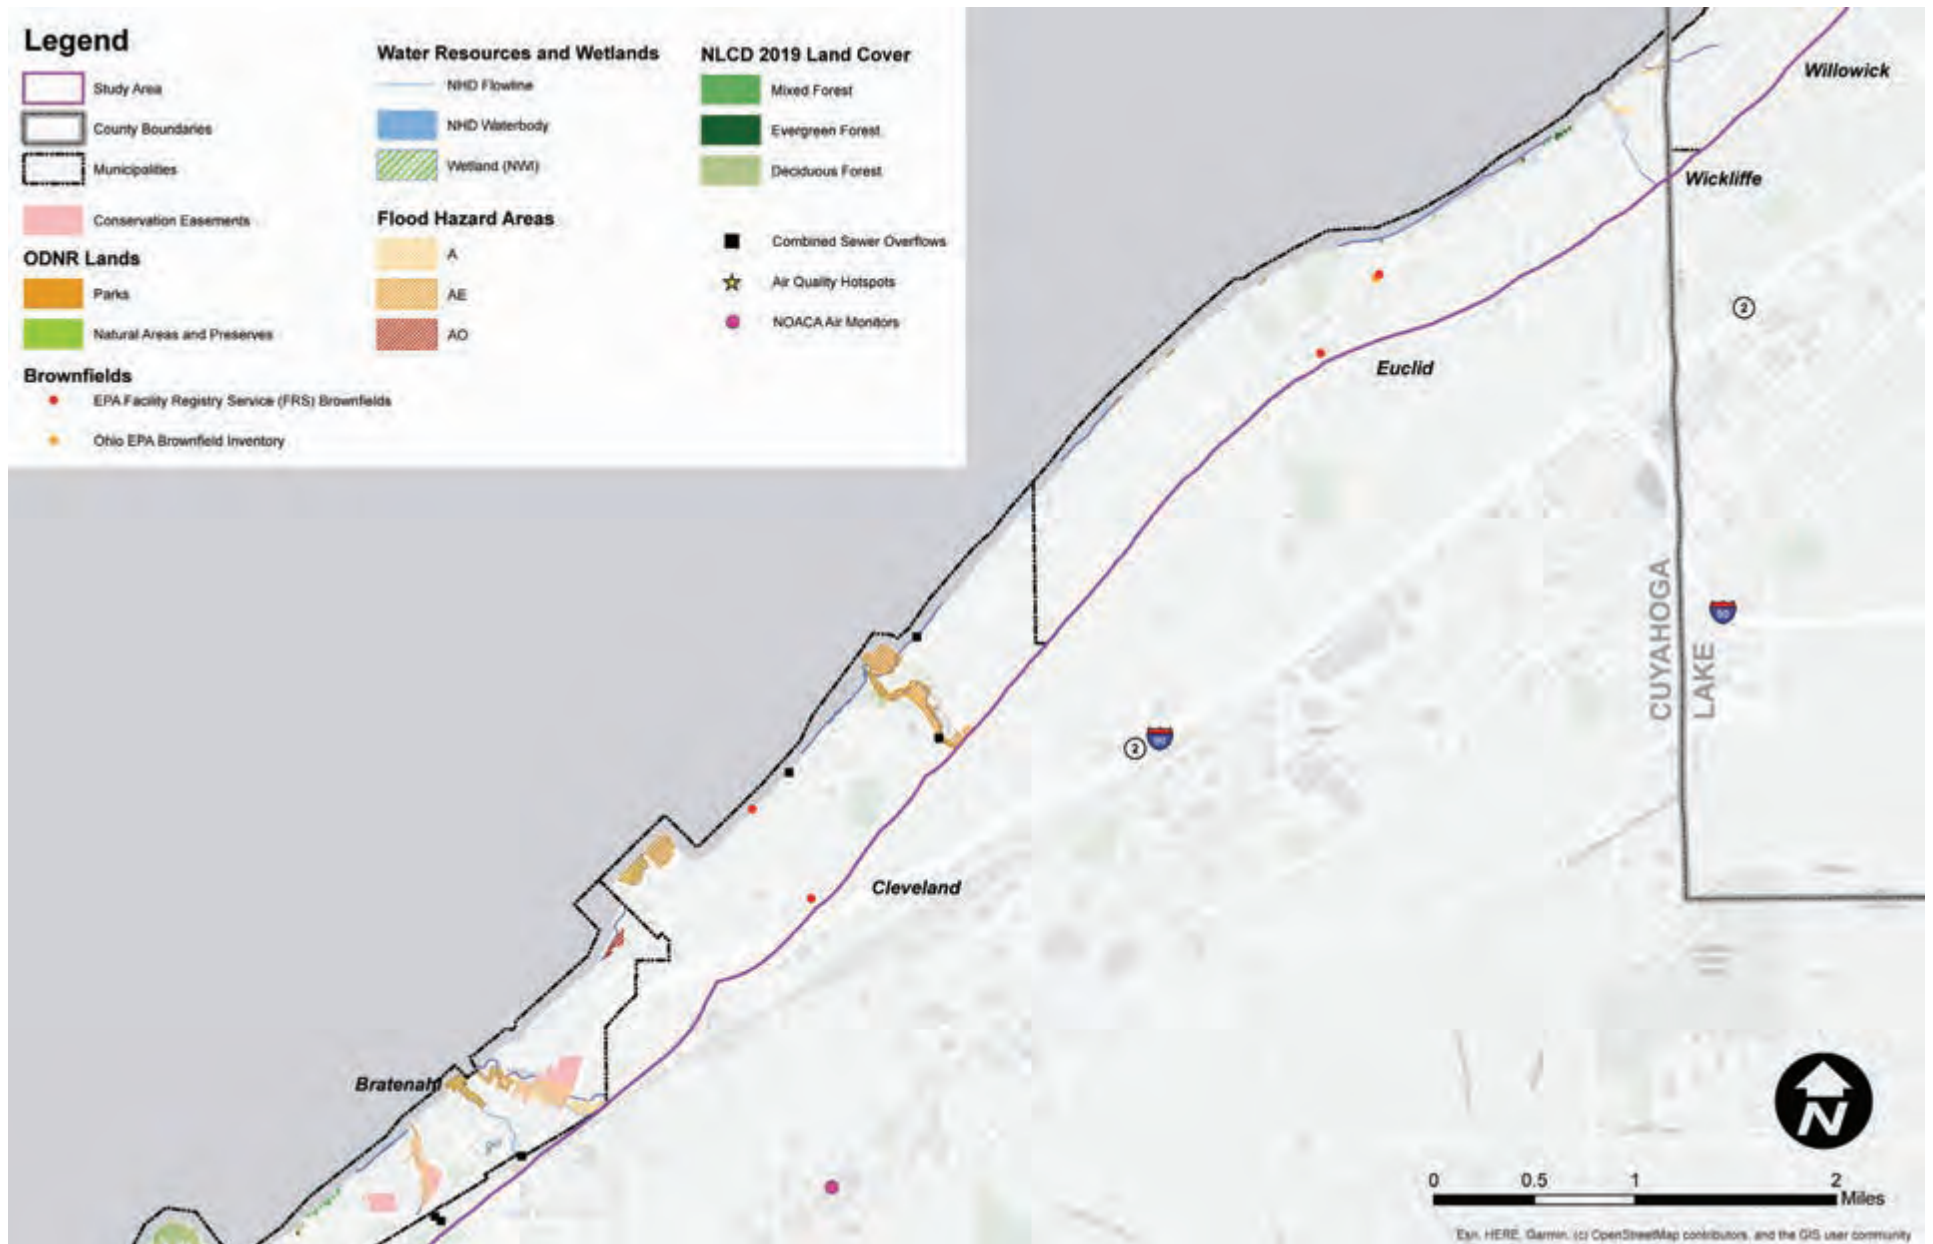 Legend
Study Area
County Boundaries
Municipalities
Conservation Easements
ODNR Lands
Parks
Natural Areas and Preserves
Brownfields
EPA Facility Registry Service (FRS) Brownfields
Ohio EPA Brownfield Inventory
Water Resources and Wetlands
NHD Flowline
NHD Waterbody
Wetland (NWI)
Flood Hazard Areas
A
AE
AO
NLCD 2019 Land Cover
Mixed Forest
Evergreen Forest
Deciduous Forest
Combined Sewer Overflows
Air Quality Hotspots
NOACA Air Monitors
Willowick
Wickliffe
2
Euclid
CUYAHOGA
LAKE
90
2
90
Cleveland
Bratenahl
N
0 0.5 1 2
Miles
Esri, HERE, Garmin, (c) OpenStreetMap contributors, and the GIS user community